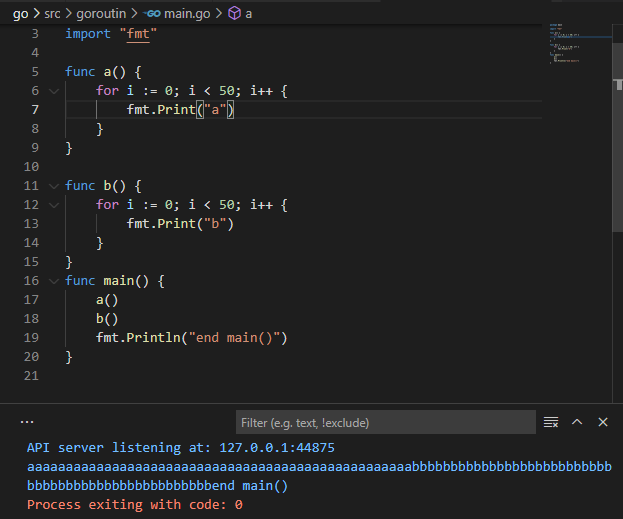 go > src > goroutin > main.go > a
3 import "fmt"
4
5 func a() {
6 for i := 0; i < 50; i++ {
7 fmt.Print("a")
8 }
9 }
10
11 func b() {
12 for i := 0; i < 50; i++ {
13 fmt.Print("b")
14 }
15 }
16 func main() {
17 a()
18 b()
19 fmt.Println("end main()")
20 }
21
... Filter (e.g. text, !exclude)
API server listening at: 127.0.0.1:44875
aaaaaaaaaaaaaaaaaaaaaaaaaaaaaaaaaaaaaaaaaaaaaaaaaabbbbbbbbbbbbbbbbbbbbbbbbbb
bbbbbbbbbbbbbbbbbbbbbbbbend main()
Process exiting with code: 0